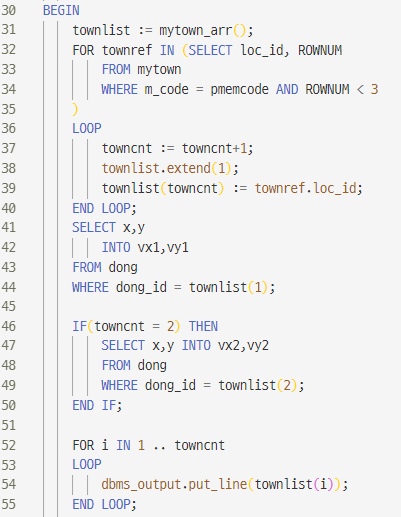 30 BEGIN
31 townlist := mytown_arr();
32 FOR townref IN (SELECT loc_id, ROWNUM
33 FROM mytown
34 WHERE m_code = pmemcode AND ROWNUM < 3
35 )
36 LOOP
37 towncnt := towncnt+1;
38 townlist.extend(1);
39 townlist(towncnt) := townref.loc_id;
40 END LOOP;
41 SELECT x,y
42 INTO vx1,vy1
43 FROM dong
44 WHERE dong_id = townlist(1);
45
46 IF(towncnt = 2) THEN
47 SELECT x,y INTO vx2,vy2
48 FROM dong
49 WHERE dong_id = townlist(2);
50 END IF;
51
52 FOR i IN 1 .. towncnt
53 LOOP
54 dbms_output.put_line(townlist(i));
55 END LOOP;